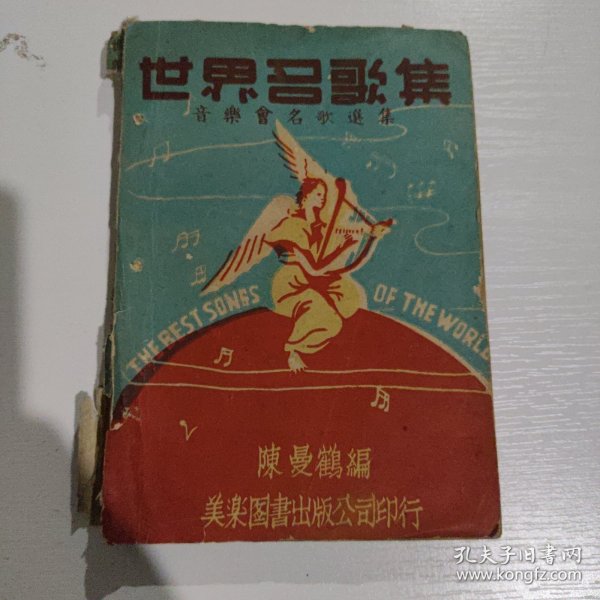 世界名歌集
音樂會名歌選集
THE BEST SONGS OF THE WORLD
陳曼鶴編
美楽图書出版公司印行
孔夫子旧书网
www.kongfz.com